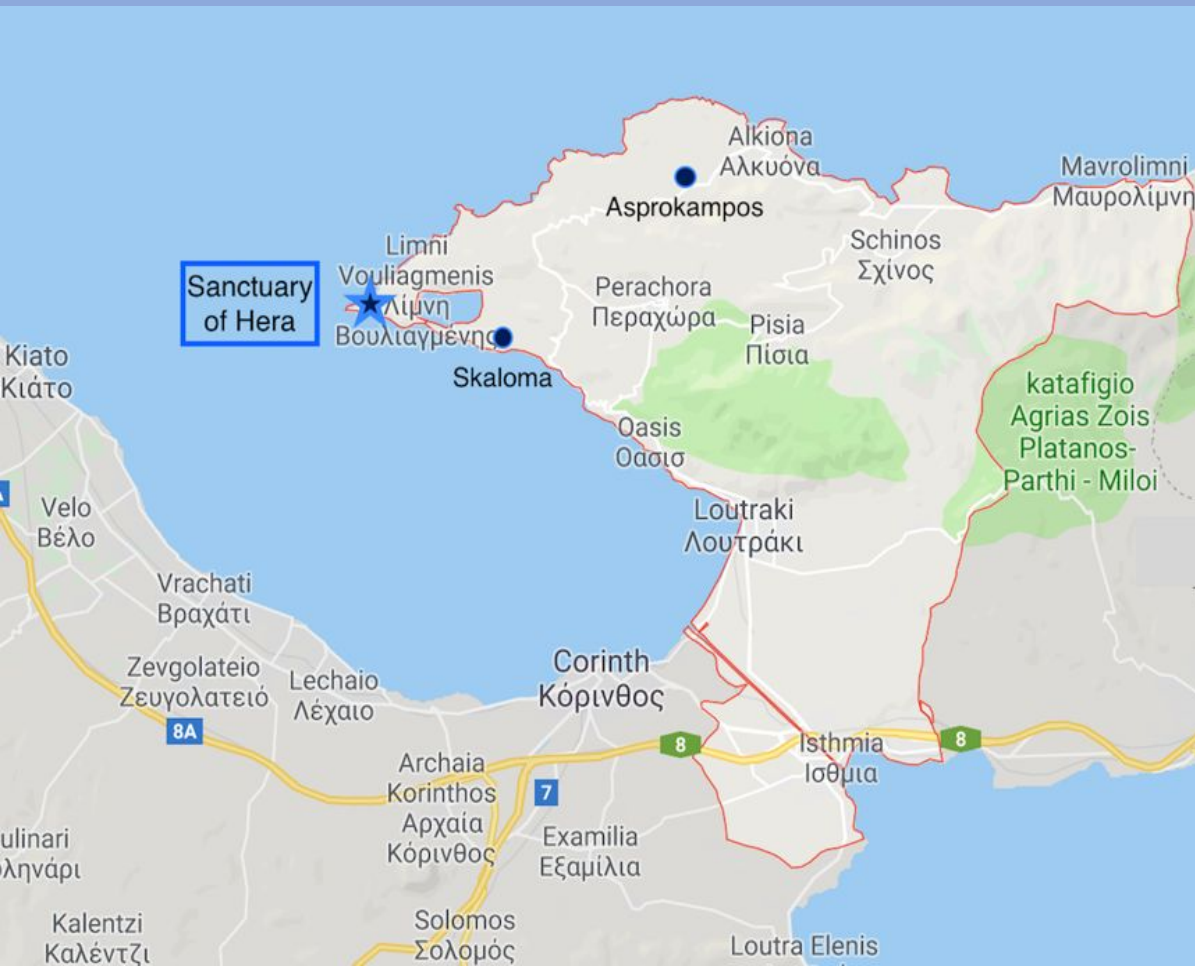 Alkiona
Αλκυόνα
Mavrolimni
Μαυρολίμνη
Asprokampos
Limni
Vouliagmenis
Λίμνη
Βουλιαγμένης
Schinos
Σχίνος
Sanctuary
of Hera
Perachora
Περαχώρα
Pisia
Πίσια
Kiato
Κιάτο
Skaloma
katafigio
Agrias Zois
Platanos-
Parthi - Miloi
Oasis
Οασισ
Velo
Βέλο
Loutraki
Λουτράκι
Vrachati
Βραχάτι
Zevgolateio
Ζευγολατειό
Lechaio
Λέχαιο
Corinth
Κόρινθος
8A
8
8
Isthmia
Ισθμια
Archaia
Korinthos
Αρχαία
Κόρινθος
7
Examilia
Εξαμίλια
ulinari
ληνάρι
Kalentzi
Καλέντζι
Solomos
Σολομός
Loutra Elenis